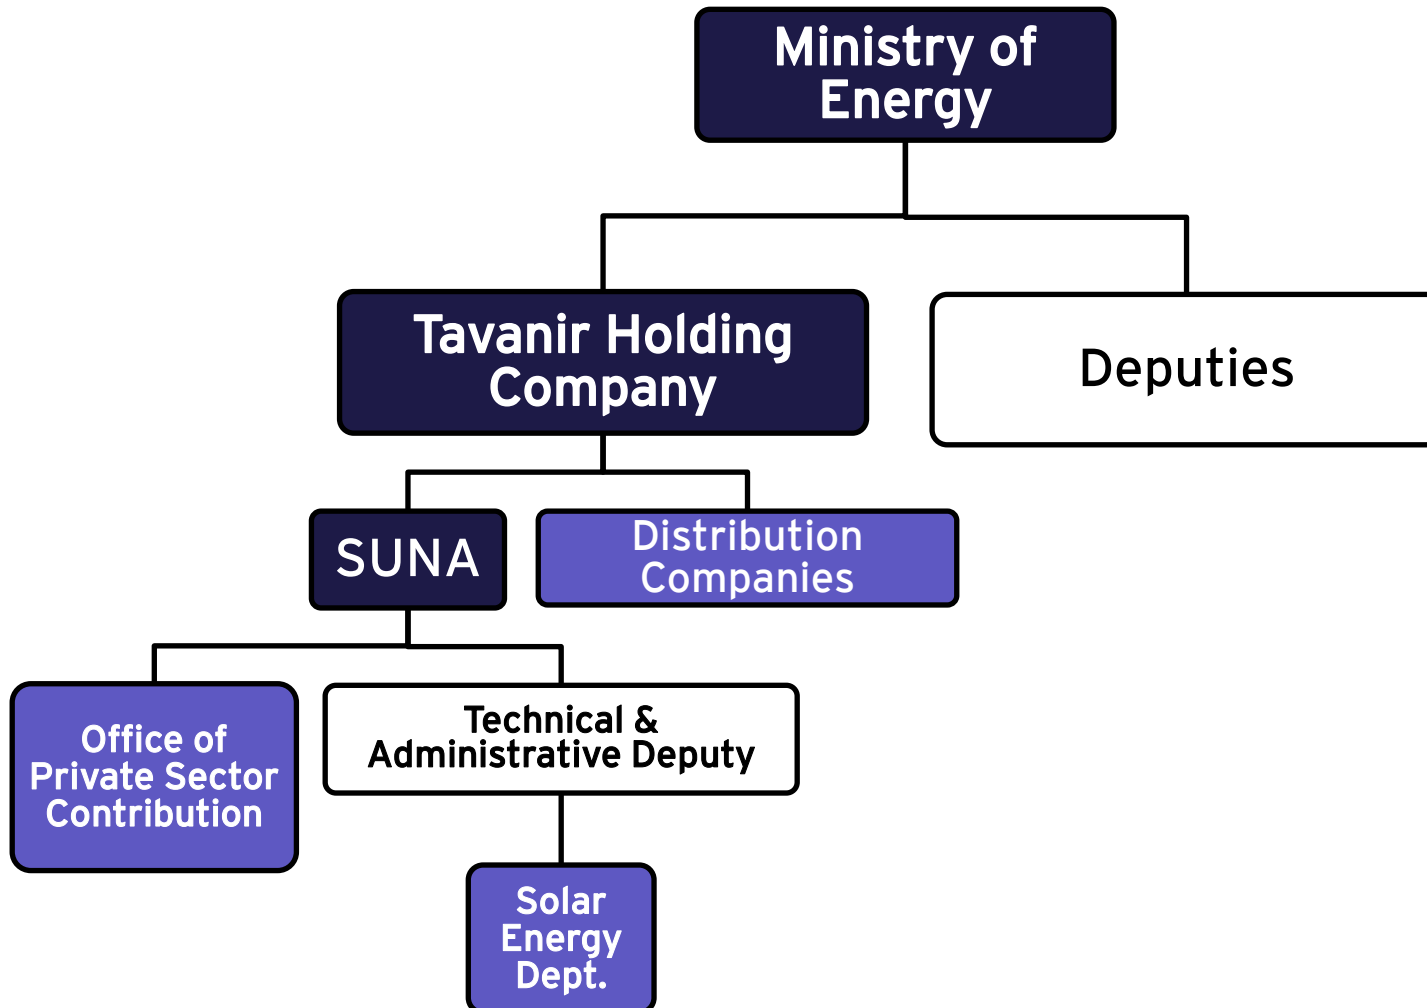 Ministry of
Energy
Tavanir Holding
Company
Deputies
SUNA
Distribution
Companies
Office of
Private Sector
Contribution
Technical &
Administrative Deputy
Solar
Energy
Dept.